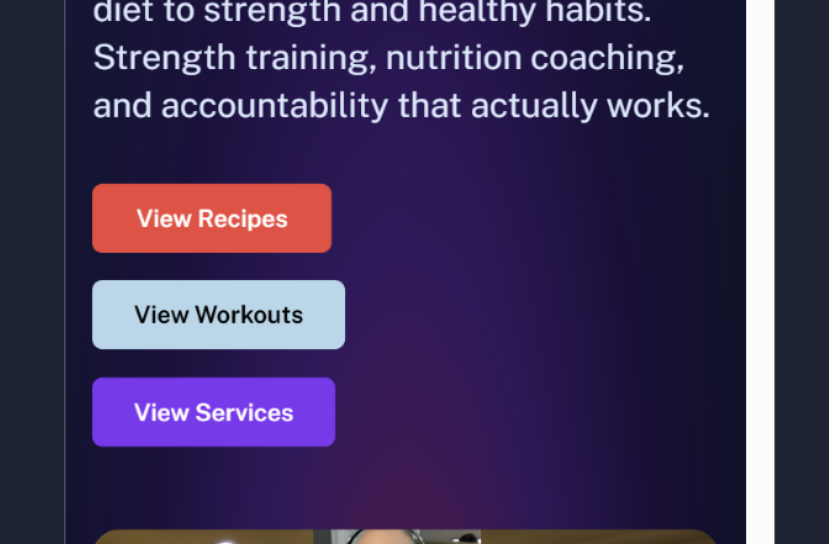 diet to strength and healthy habits.
Strength training, nutrition coaching,
and accountability that actually works.
View Recipes
View Workouts
View Services